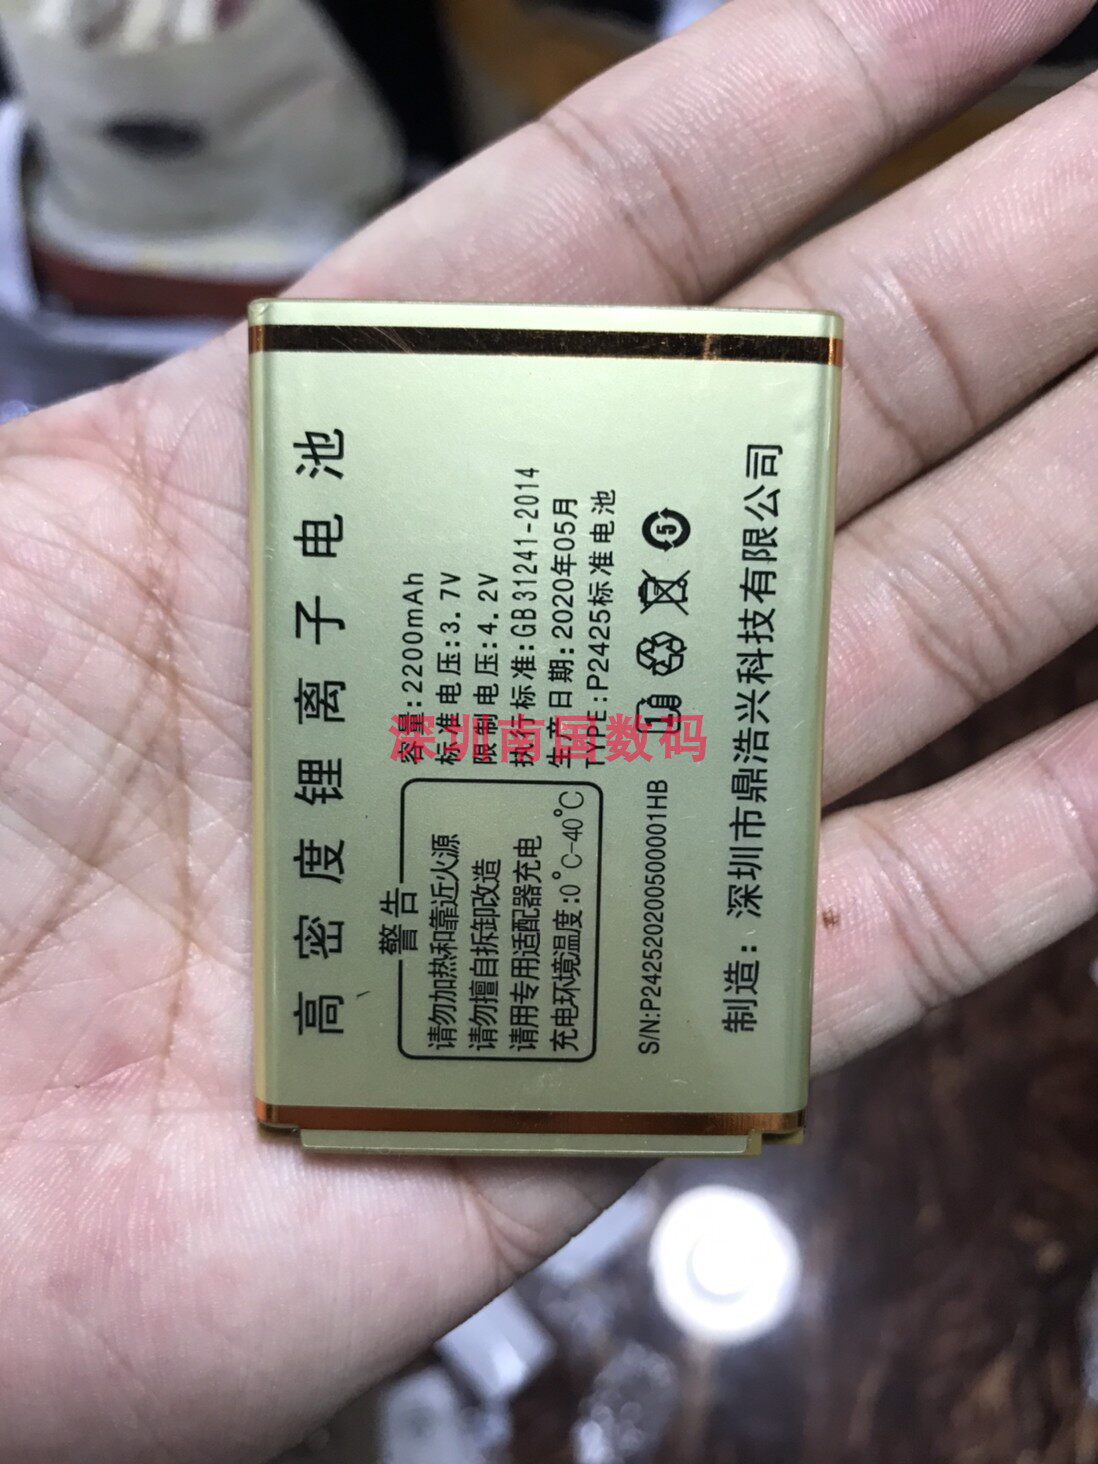 高密度锂离子电池
容量:2200mAh
标准电压:3.7V
限制电压:4.2V
执行标准:GB31241-2014
生产日期:2020年05月
TYPE:P2425标准电池
警告
请勿加热和靠近火源
请勿擅自拆卸改造
请用专用适配器充电
充电环境温度:0°C-40°C
S/N:P242520200500001HB
5
制造：深圳市鼎浩兴科技有限公司
深圳南国数码